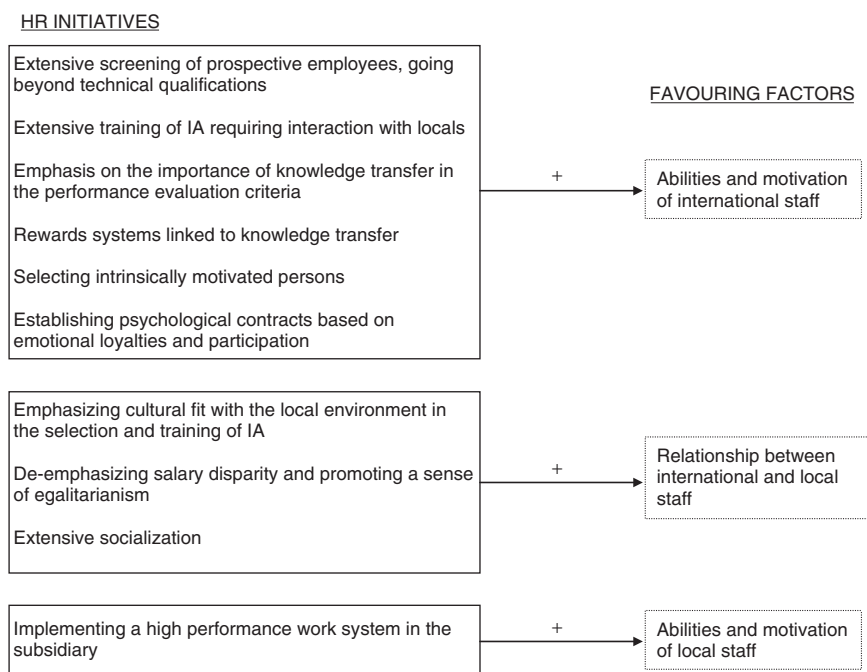 HR INITIATIVES
Extensive screening of prospective employees, going
beyond technical qualifications
Extensive training of IA requiring interaction with locals
Emphasis on the importance of knowledge transfer in
the performance evaluation criteria
Rewards systems linked to knowledge transfer
Selecting intrinsically motivated persons
Establishing psychological contracts based on
emotional loyalties and participation
FAVOURING FACTORS
+
Abilities and motivation
of international staff
Emphasizing cultural fit with the local environment in
the selection and training of IA
De-emphasizing salary disparity and promoting a sense
of egalitarianism
Extensive socialization
+
Relationship between
international and local
staff
Implementing a high performance work system in the
subsidiary
+
Abilities and motivation
of local staff